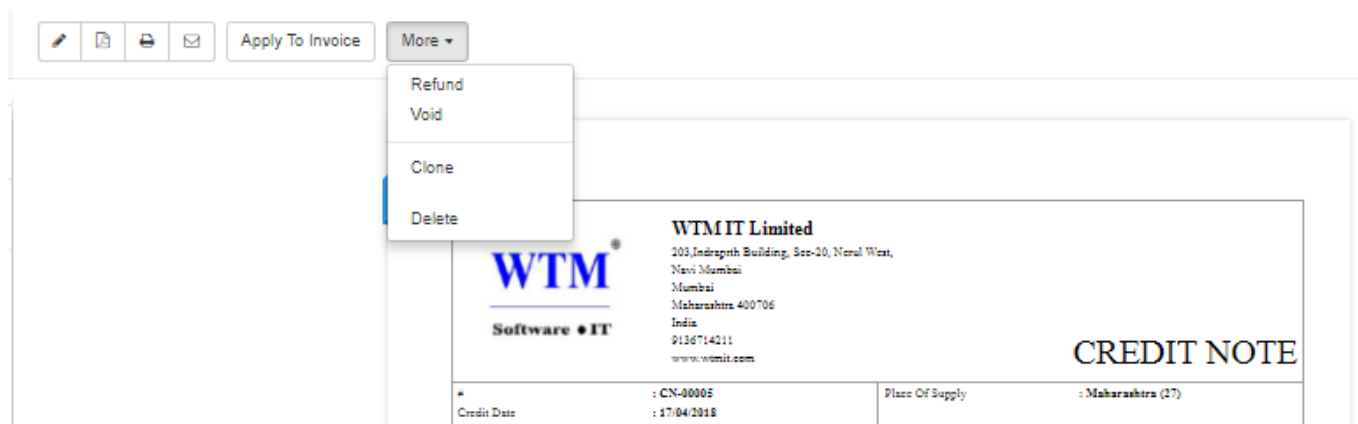 Apply To Invoice
More
Refund
Void
Clone
Delete
WTM®
Software ● IT
WTM IT Limited
203,Indraprth Building, Sec-20, Nerul West,
Navi Mumbai
Mumbai
Maharashtra 400706
India
9136714211
www.wtmit.com
CREDIT NOTE
# : CN-00005 Place Of Supply : Maharashtra (27)
Credit Date : 17/04/2018